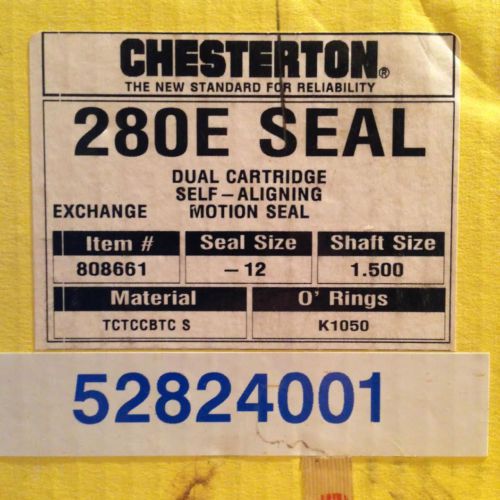 CHESTERTON®
THE NEW STANDARD FOR RELIABILITY
280E SEAL
DUAL CARTRIDGE
SELF-ALIGNING
EXCHANGE MOTION SEAL
Item # Seal Size Shaft Size
808661 -12 1.500
Material O' Rings
TCTCCBTC S K1050
52824001